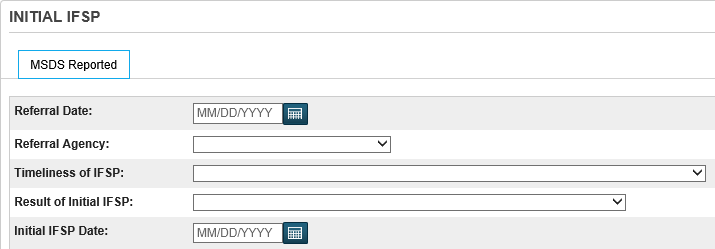 INITIAL IFSP
MSDS Reported
Referral Date: MM/DD/YYYY
Referral Agency:
Timeliness of IFSP:
Result of Initial IFSP:
Initial IFSP Date: MM/DD/YYYY